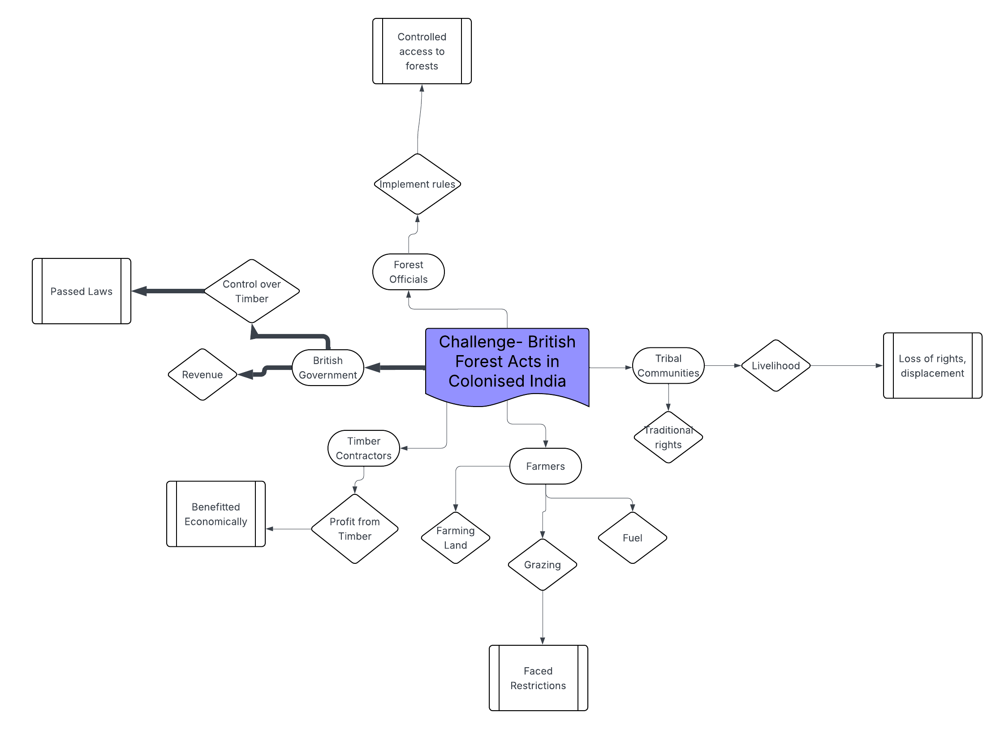 Controlled
access to
forests
Implement rules
Forest
Officials
Passed Laws
Control over
Timber
Revenue
British
Government
Challenge- British
Forest Acts in
Colonised India
Tribal
Communities
Livelihood
Loss of rights,
displacement
Traditional
rights
Timber
Contractors
Farmers
Benefitted
Economically
Profit from
Timber
Farming
Land
Grazing
Fuel
Faced
Restrictions